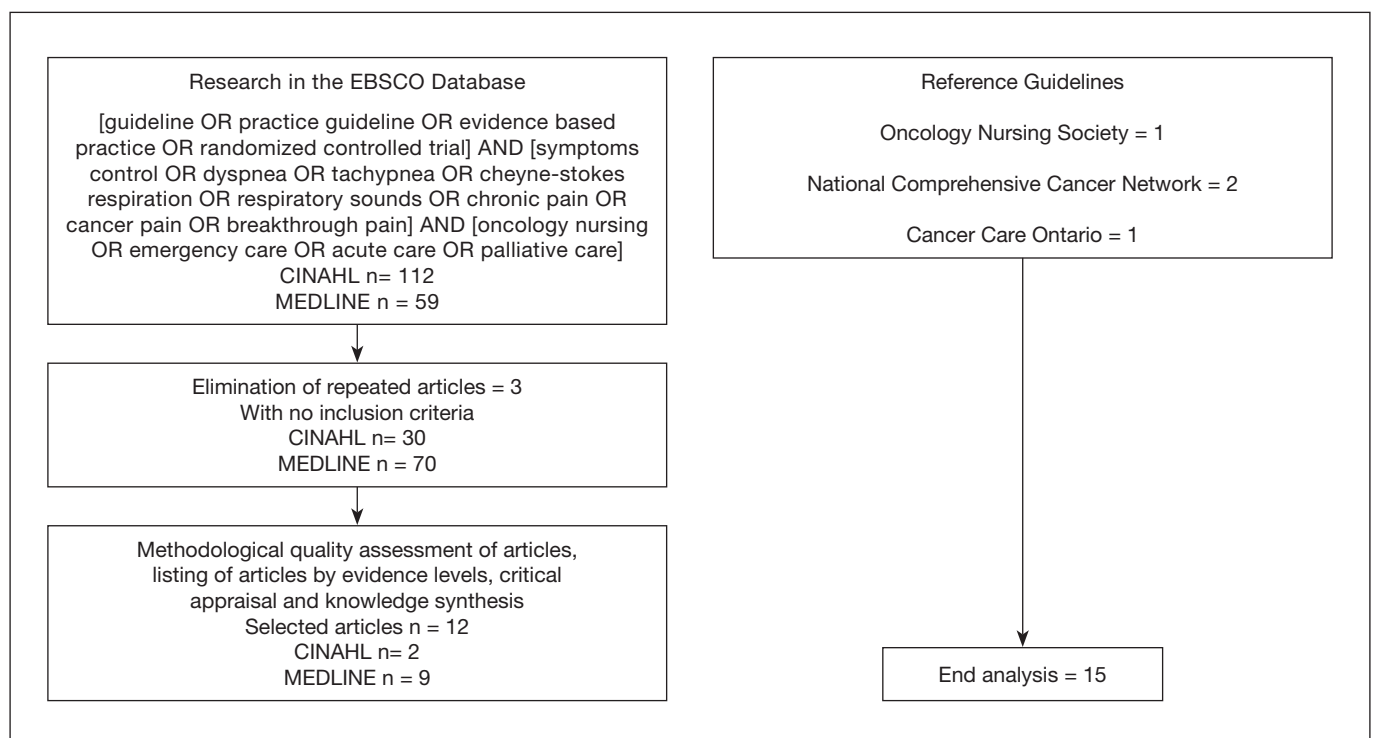 Research in the EBSCO Database
[guideline OR practice guideline OR evidence based
practice OR randomized controlled trial] AND [symptoms
control OR dyspnea OR tachypnea OR cheyne-stokes
respiration OR respiratory sounds OR chronic pain OR
cancer pain OR breakthrough pain] AND [oncology nursing
OR emergency care OR acute care OR palliative care]
CINAHL n= 112
MEDLINE n = 59
Elimination of repeated articles = 3
With no inclusion criteria
CINAHL n= 30
MEDLINE n = 70
Methodological quality assessment of articles,
listing of articles by evidence levels, critical
appraisal and knowledge synthesis
Selected articles n = 12
CINAHL n= 2
MEDLINE n = 9
Reference Guidelines
Oncology Nursing Society = 1
National Comprehensive Cancer Network = 2
Cancer Care Ontario = 1
End analysis = 15